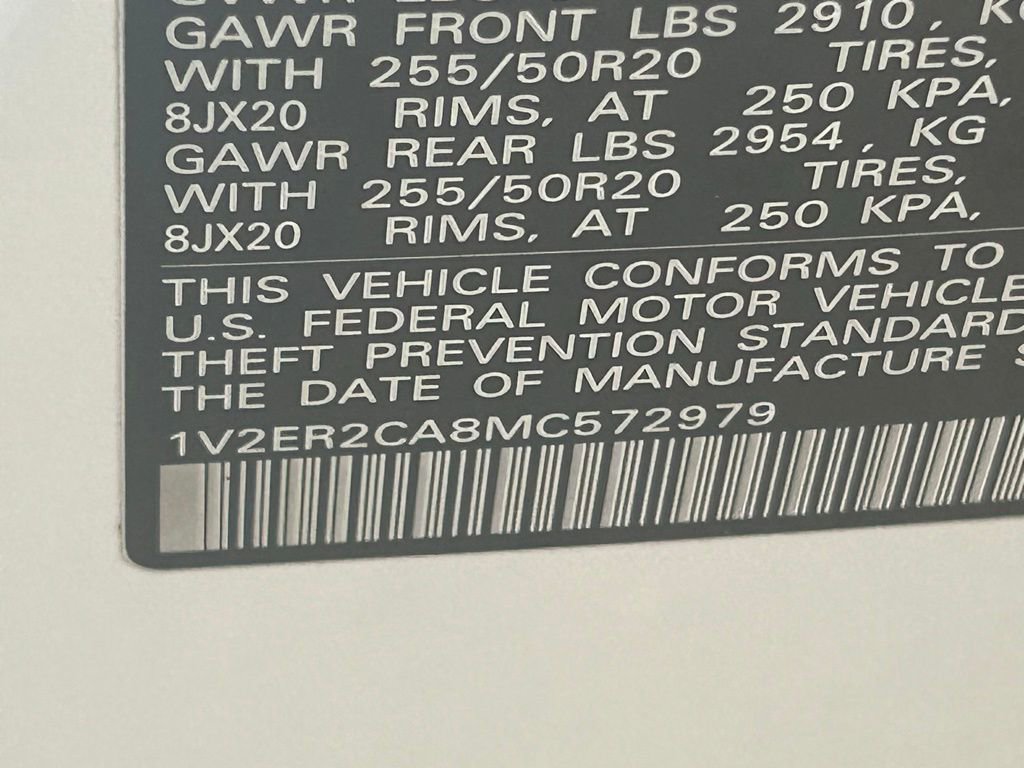 GAWR FRONT LBS 2910, K
WITH 255/50R20 TIRES,
8JX20 RIMS, AT 250 KPA,
GAWR REAR LBS 2954, KG
WITH 255/50R20 TIRES,
8JX20 RIMS, AT 250 KPA,
THIS VEHICLE CONFORMS TO
U.S. FEDERAL MOTOR VEHICLE
THEFT PREVENTION STANDARD
THE DATE OF MANUFACTURE S
1V2ER2CA8MC572979